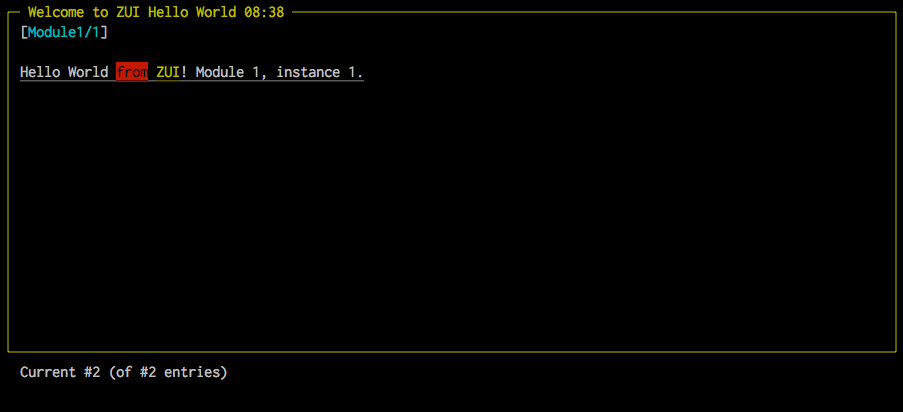 Welcome to ZUI Hello World 08:38
[Module1/1]
Hello World from ZUI! Module 1, instance 1.
Current #2 (of #2 entries)